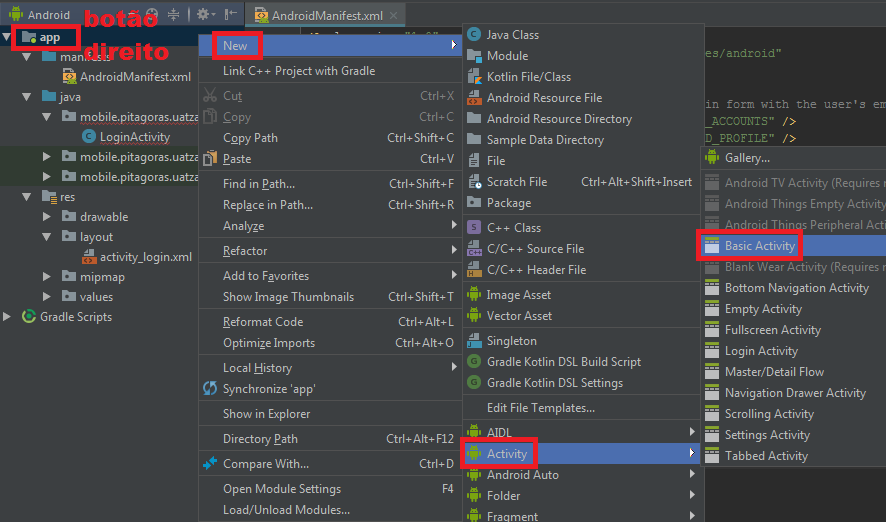 Android
AndroidManifest.xml
botão
direito
app
manifests
AndroidManifest.xml
java
mobile.pitagoras.uatza
LoginActivity
mobile.pitagoras.uatza
mobile.pitagoras.uatza
res
drawable
layout
activity_login.xml
mipmap
values
Gradle Scripts
New
Link C++ Project with Gradle
Cut Ctrl+X
Copy Ctrl+C
Copy Path Ctrl+Shift+C
Paste Ctrl+V
Find in Path... Ctrl+Shift+F
Replace in Path... Ctrl+Shift+R
Analyze
Refactor
Add to Favorites
Show Image Thumbnails Ctrl+Shift+T
Reformat Code Ctrl+Alt+L
Optimize Imports Ctrl+Alt+O
Local History
Synchronize 'app'
Show in Explorer
Directory Path Ctrl+Alt+F12
Compare With... Ctrl+D
Open Module Settings F4
Load/Unload Modules...
Java Class
Module
Kotlin File/Class
Android Resource File
Android Resource Directory
Sample Data Directory
File
Scratch File Ctrl+Alt+Shift+Insert
Package
C++ Class
C/C++ Source File
C/C++ Header File
Image Asset
Vector Asset
Singleton
Gradle Kotlin DSL Build Script
Gradle Kotlin DSL Settings
Edit File Templates...
AIDL
Activity
Android Auto
Folder
Fragment
es/android"
in form with the user's em
_ACCOUNTS" />
D_PROFILE" />
Gallery...
Android TV Activity (Requires m
Android Things Empty Activity
Android Things Peripheral Activ
Basic Activity
Blank Wear Activity (Requires m
Bottom Navigation Activity
Empty Activity
Fullscreen Activity
Login Activity
Master/Detail Flow
Navigation Drawer Activity
Scrolling Activity
Settings Activity
Tabbed Activity